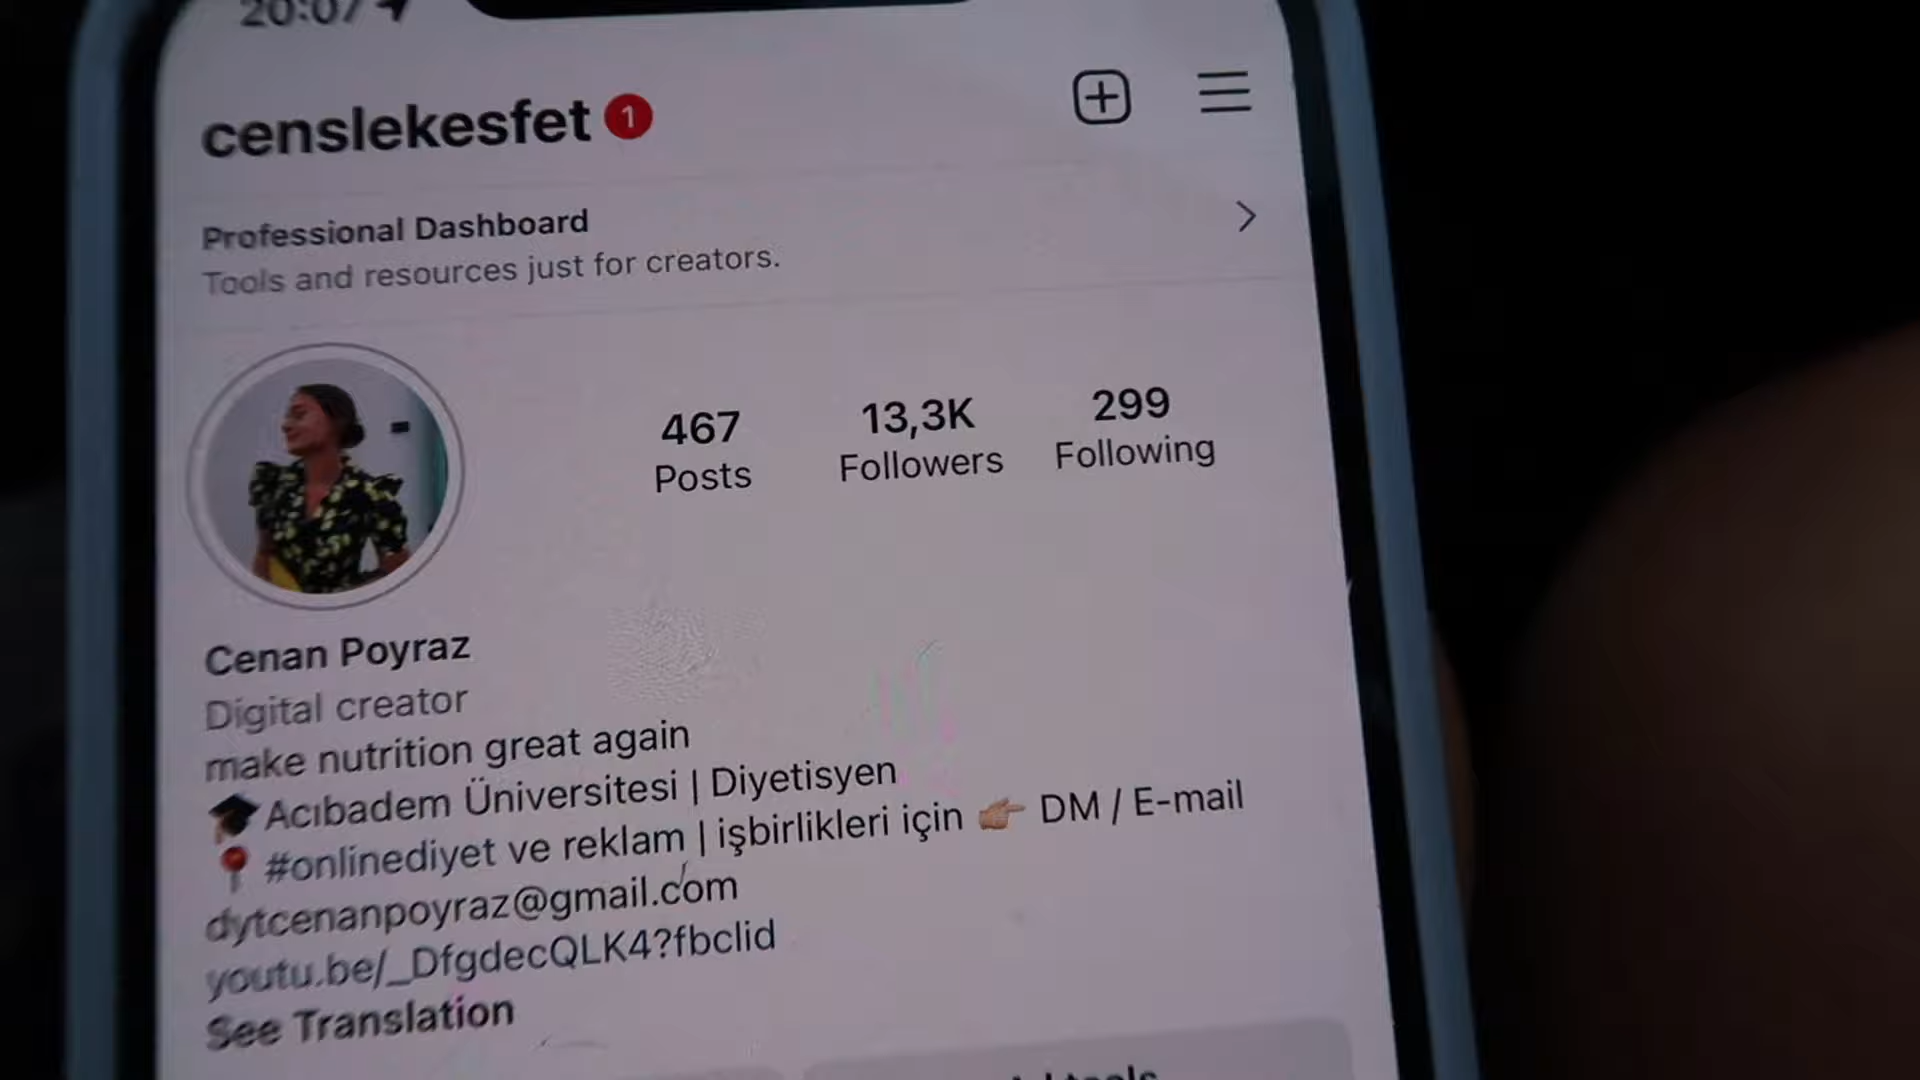 20:07
censlekesfet 1
Professional Dashboard
Tools and resources just for creators.
467 13,3K 299
Posts Followers Following
Cenan Poyraz
Digital creator
make nutrition great again
Acıbadem Üniversitesi | Diyetisyen
#onlinediyet ve reklam | işbirlikleri için DM / E-mail
dytcenanpoyraz@gmail.com
youtu.be/_DfgdecQLK4?fbclid
See Translation